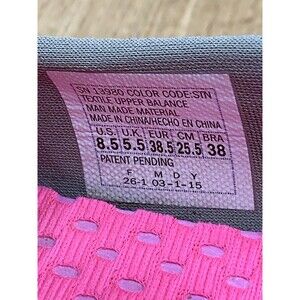 SN 13980 COLOR CODE:STN
TEXTILE UPPER BALANCE
MAN MADE MATERIAL
MADE IN CHINA/HECHO EN CHINA
U.S. U.K. EUR CM BRA
8.5 5.5 38.5 25.5 38
PATENT PENDING
F M D Y
26-1 03-1-15